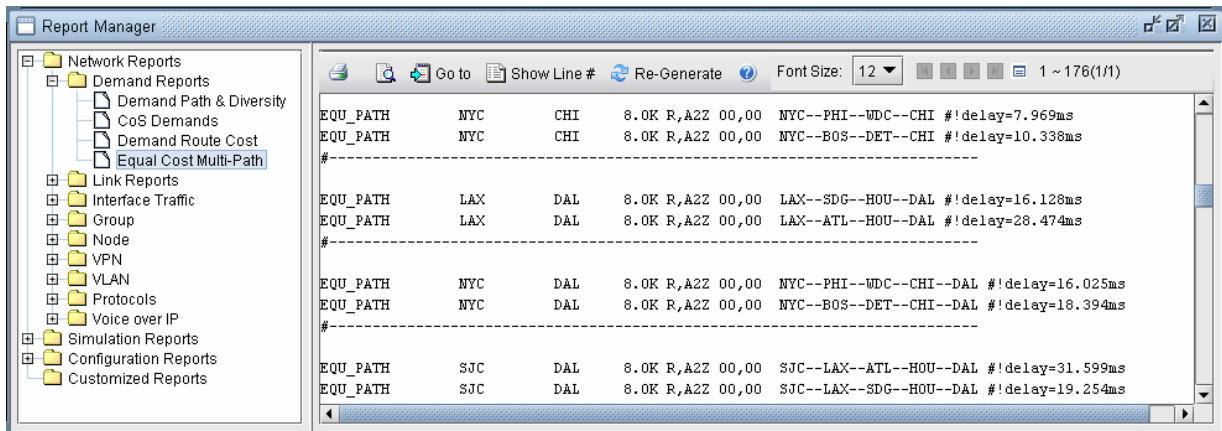 Report Manager
Network Reports
Demand Reports
Demand Path & Diversity
CoS Demands
Demand Route Cost
Equal Cost Multi-Path
Link Reports
Interface Traffic
Group
Node
VPN
VLAN
Protocols
Voice over IP
Simulation Reports
Configuration Reports
Customized Reports
Go to Show Line # Re-Generate Font Size: 12 1 ~ 176(1/1)
EQU_PATH NYC CHI 8.0K R,A2Z 00,00 NYC--PHI--WDC--CHI #!delay=7.969ms
EQU_PATH NYC CHI 8.0K R,A2Z 00,00 NYC--BOS--DET--CHI #!delay=10.338ms
#--------------------------------------------------------------------------------
EQU_PATH LAX DAL 8.0K R,A2Z 00,00 LAX--SDG--HOU--DAL #!delay=16.128ms
EQU_PATH LAX DAL 8.0K R,A2Z 00,00 LAX--ATL--HOU--DAL #!delay=28.474ms
#--------------------------------------------------------------------------------
EQU_PATH NYC DAL 8.0K R,A2Z 00,00 NYC--PHI--WDC--CHI--DAL #!delay=16.025ms
EQU_PATH NYC DAL 8.0K R,A2Z 00,00 NYC--BOS--DET--CHI--DAL #!delay=18.394ms
#--------------------------------------------------------------------------------
EQU_PATH SJC DAL 8.0K R,A2Z 00,00 SJC--LAX--ATL--HOU--DAL #!delay=31.599ms
EQU_PATH SJC DAL 8.0K R,A2Z 00,00 SJC--LAX--SDG--HOU--DAL #!delay=19.254ms